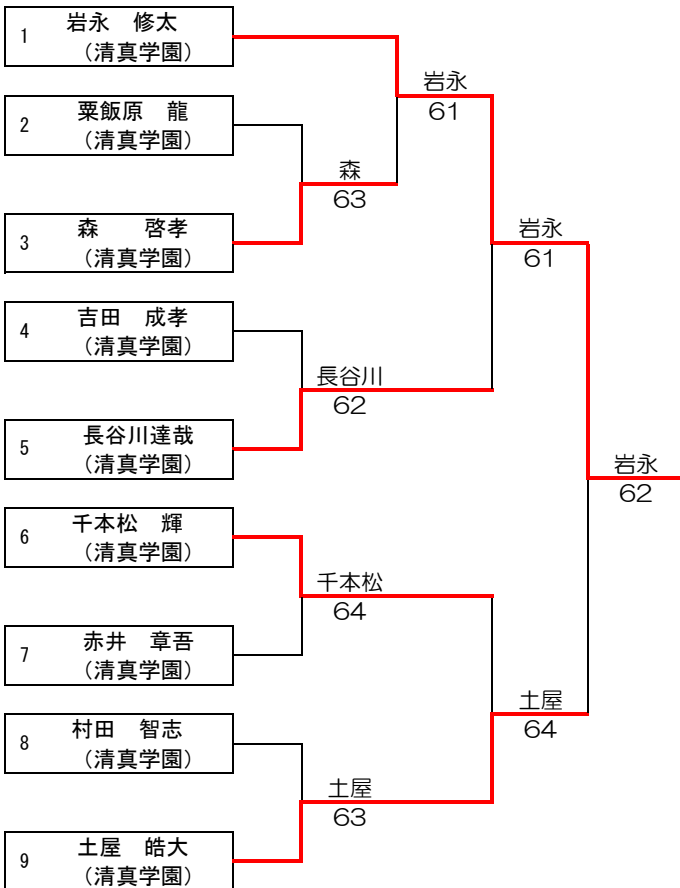 1 岩永　修太
（清真学園）
2 粟飯原　龍
（清真学園）
3 森　　啓孝
（清真学園）
4 吉田　成孝
（清真学園）
5 長谷川達哉
（清真学園）
6 千本松　輝
（清真学園）
7 赤井　章吾
（清真学園）
8 村田　智志
（清真学園）
9 土屋　皓大
（清真学園）
森
63
長谷川
62
千本松
64
土屋
63
岩永
61
岩永
61
土屋
64
岩永
62